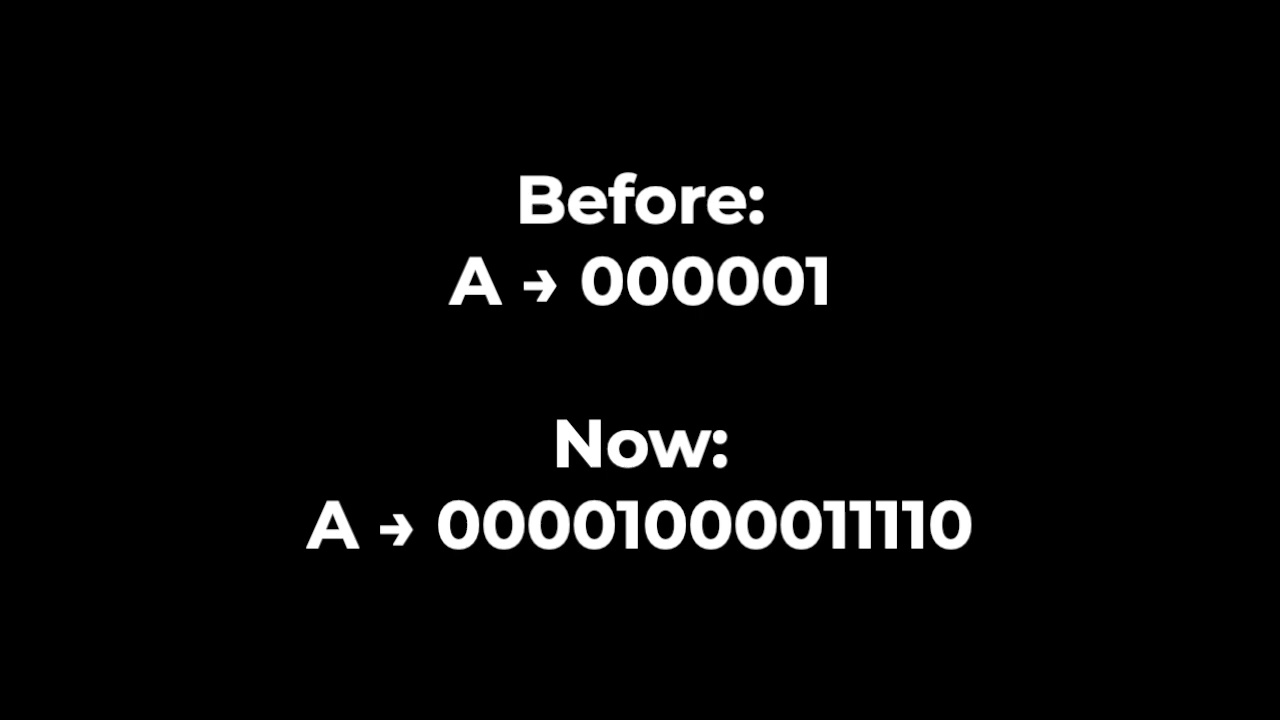 Before:
A → 000001
Now:
A → 00001000011110